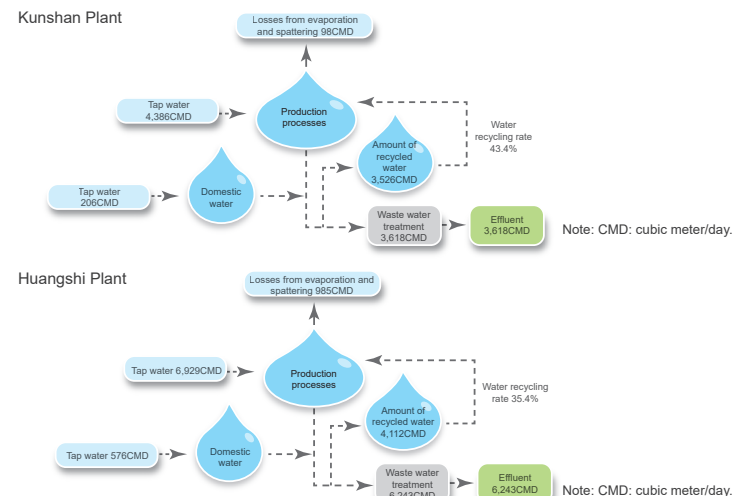 Kunshan Plant
Losses from evaporation
and spattering 98CMD
Tap water
4,386CMD
Production
processes
Water
recycling rate
43.4%
Amount of
recycled
water
3,526CMD
Tap water
206CMD
Domestic
water
Waste water
treatment
3,618CMD
Effluent
3,618CMD
Note: CMD: cubic meter/day.
Huangshi Plant
Losses from evaporation and
spattering 985CMD
Tap water 6,929CMD
Production
processes
Water recycling
rate 35.4%
Amount of
recycled water
4,112CMD
Tap water 576CMD
Domestic
water
Waste water
treatment
6,243CMD
Effluent
6,243CMD
Note: CMD: cubic meter/day.